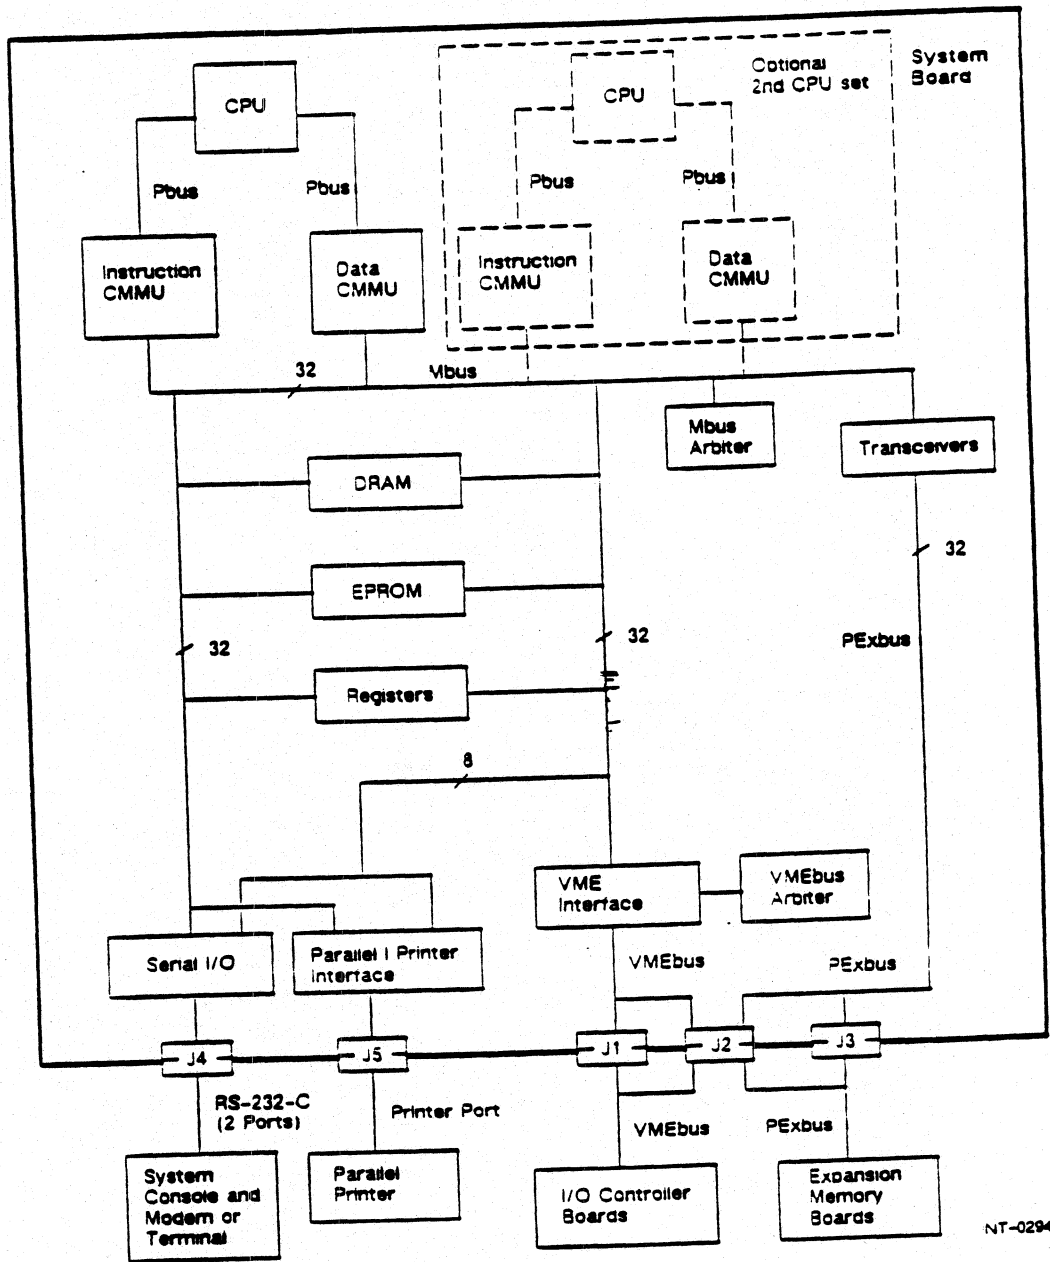 System
Board
Optional
2nd CPU set
CPU
CPU
Pbus
Pbus
Pbus
Pbus
Instruction
CMMU
Data
CMMU
Instruction
CMMU
Data
CMMU
32
Mbus
Mbus
Arbiter
Transceivers
DRAM
32
EPROM
32
32
PExbus
Registers
8
VME
Interface
VMEbus
Arbiter
Serial I/O
Parallel I Printer
Interface
VMEbus
PExbus
J4
J5
J1
J2
J3
RS-232-C
(2 Ports)
Printer Port
VMEbus
PExbus
System
Console and
Modem or
Terminal
Parallel
Printer
I/O Controller
Boards
Expansion
Memory
Boards
NT-0294